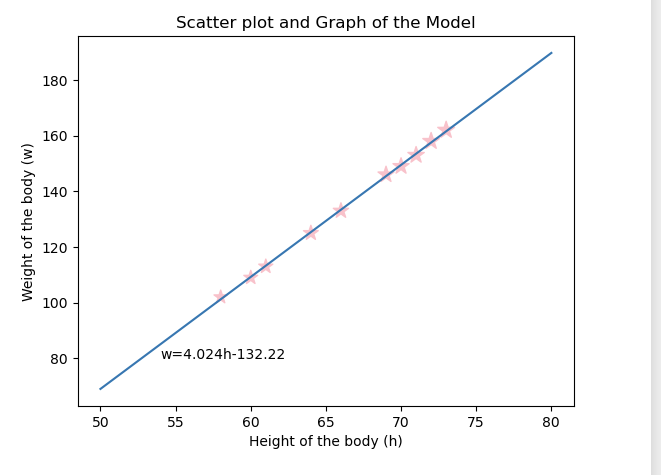 Scatter plot and Graph of the Model
Weight of the body (w)
180
160
140
120
100
80
w=4.024h-132.22
50 55 60 65 70 75 80
Height of the body (h)